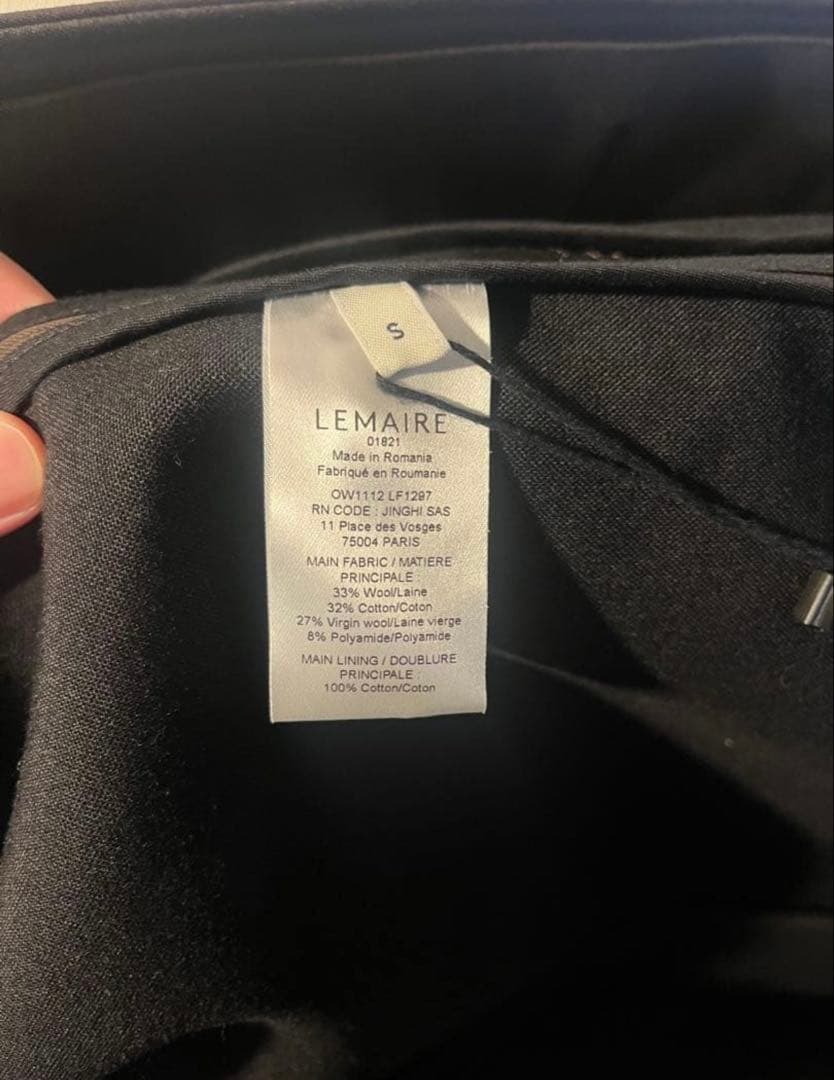 S
LEMAIRE
01821
Made in Romania
Fabriqué en Roumanie
OW1112 LF1297
RN CODE : JINGHI SAS
11 Place des Vosges
75004 PARIS
MAIN FABRIC / MATIERE
PRINCIPALE :
33% Wool/Laine
32% Cotton/Coton
27% Virgin wool/Laine vierge
8% Polyamide/Polyamide
MAIN LINING / DOUBLURE
PRINCIPALE :
100% Cotton/Coton